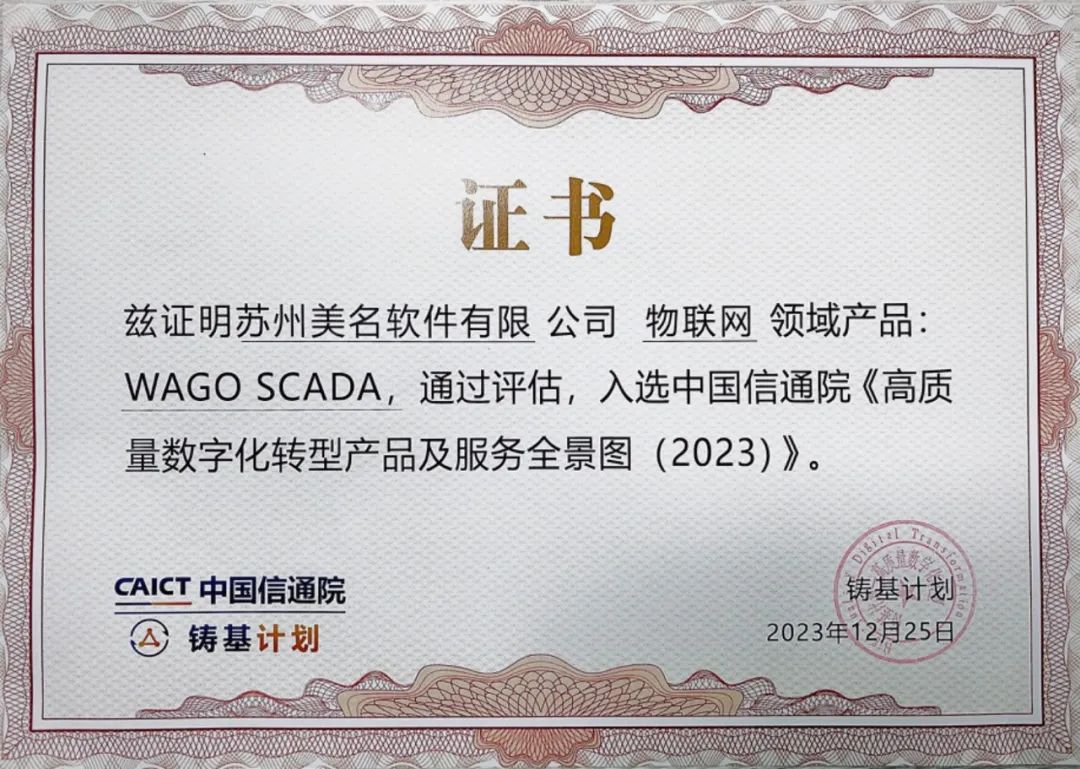 证书
兹证明苏州美名软件有限 公司 物联网 领域产品：
WAGO SCADA，通过评估，入选中国信通院《高质
量数字化转型产品及服务全景图（2023）》。
CAICT 中国信通院
铸基计划
Digital Transformation
铸基计划
2023年12月25日